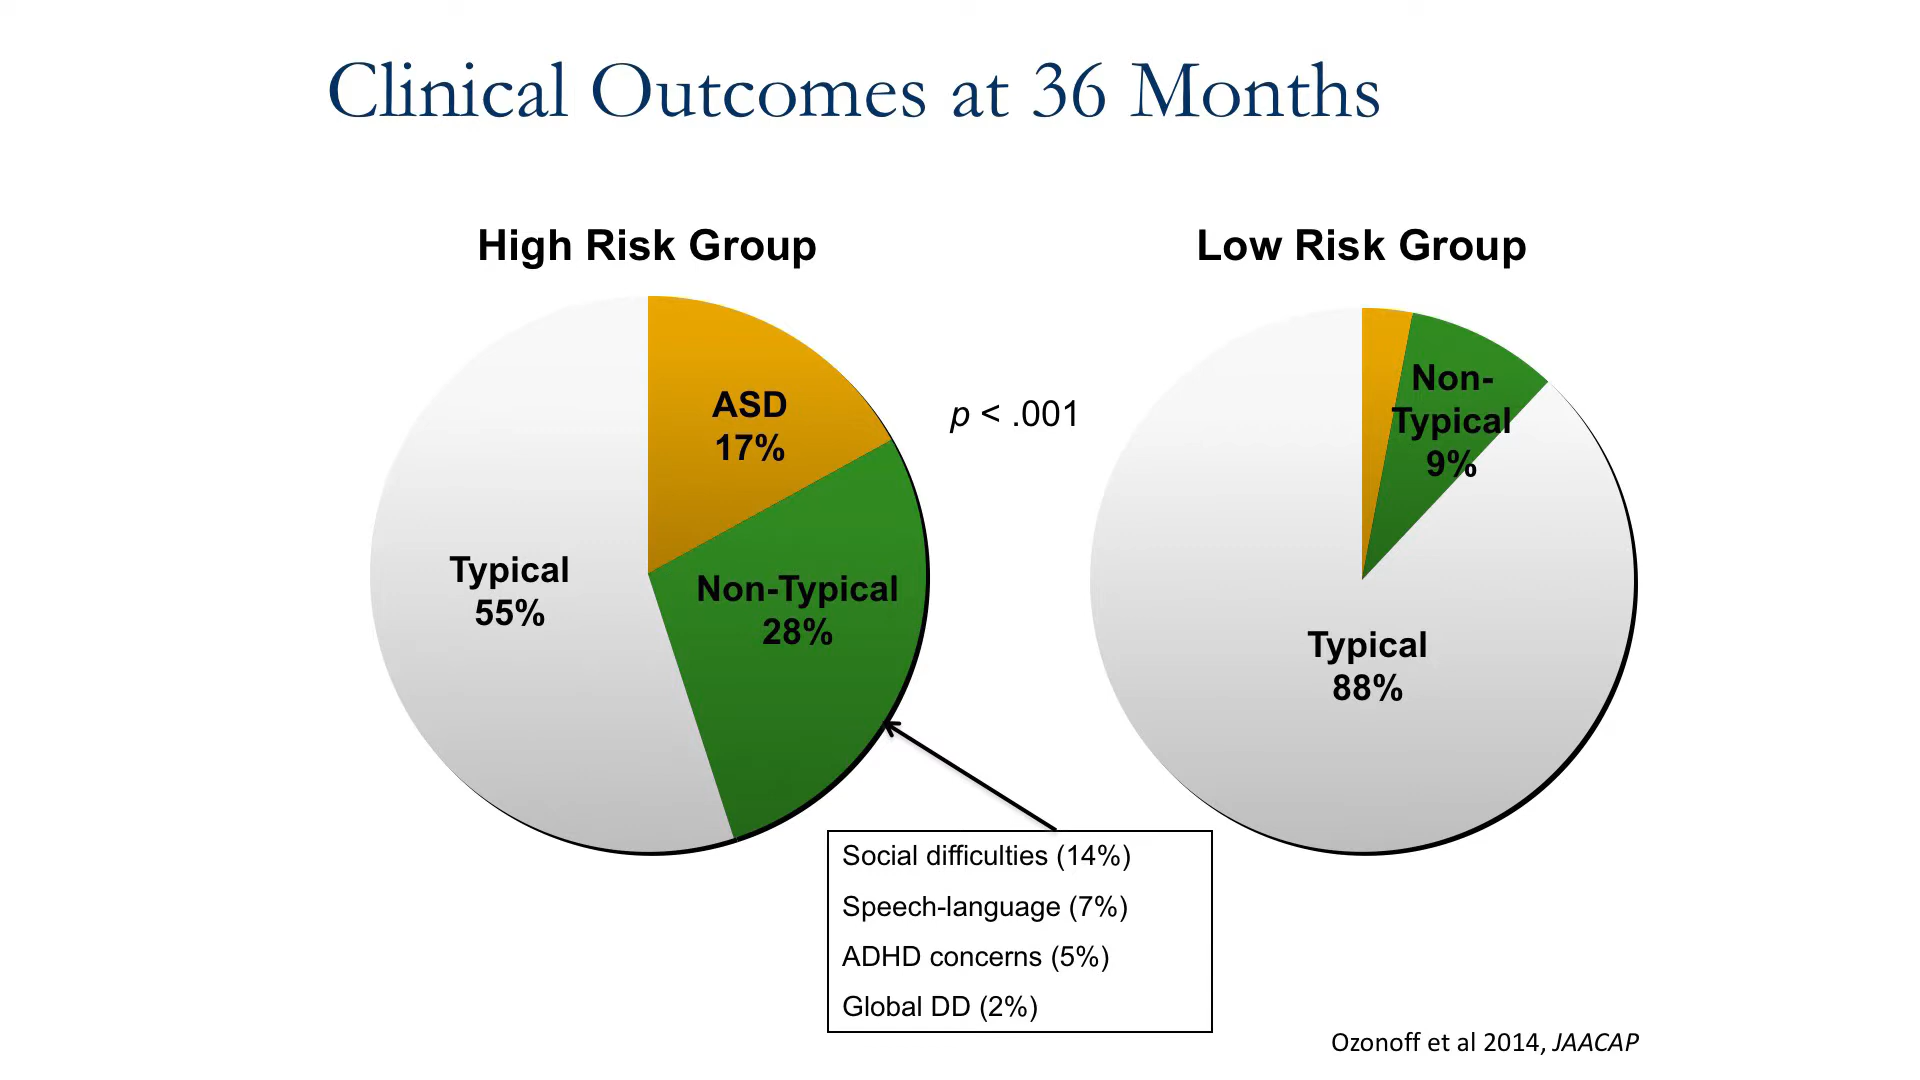 Clinical Outcomes at 36 Months
High Risk Group
Low Risk Group
ASD
17%
Non-Typical
28%
Typical
55%
p < .001
Non-
Typical
9%
Typical
88%
Social difficulties (14%)
Speech-language (7%)
ADHD concerns (5%)
Global DD (2%)
Ozonoff et al 2014, JAACAP